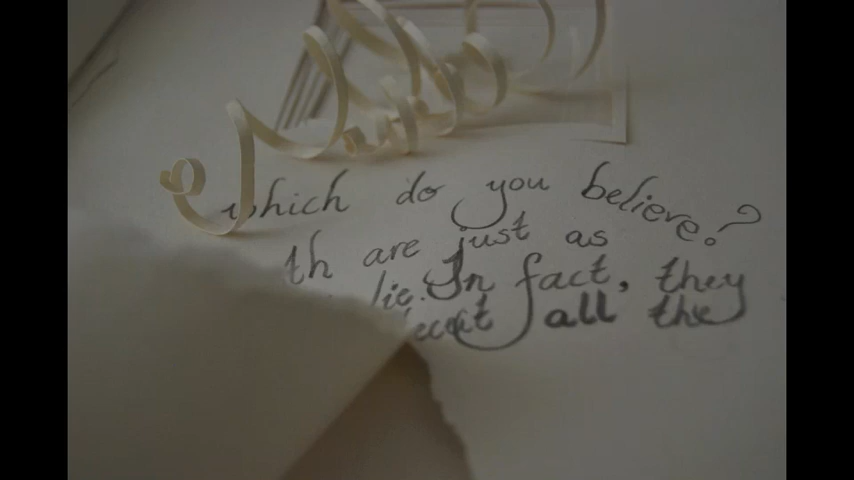 which do you believe?
th are just as
lie. In fact, they
all the